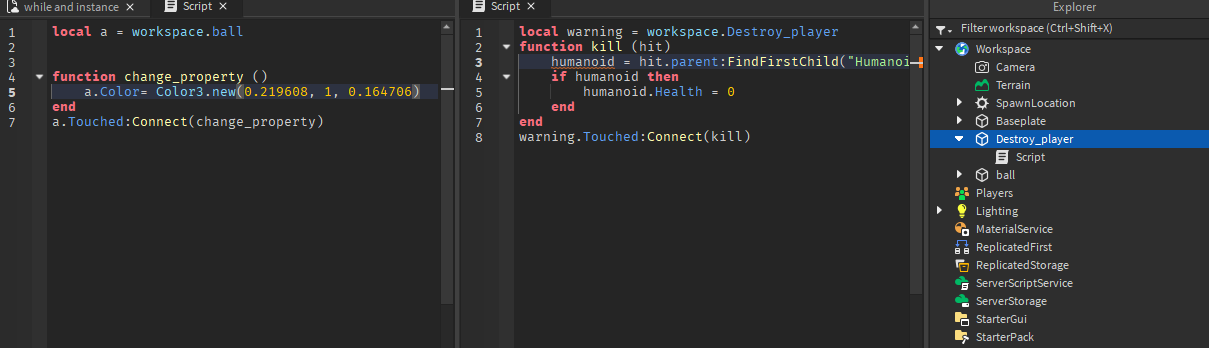 while and instance ×
Script ×
1 local a = workspace.ball
2
3
4 function change_property ()
5 a.Color= Color3.new(0.219608, 1, 0.164706)
6 end
7 a.Touched:Connect(change_property)
Script ×
1 local warning = workspace.Destroy_player
2 function kill (hit)
3 humanoid = hit.parent:FindFirstChild("Humanoi
4 if humanoid then
5 humanoid.Health = 0
6 end
7 end
8 warning.Touched:Connect(kill)
Explorer
Filter workspace (Ctrl+Shift+X)
Workspace
Camera
Terrain
SpawnLocation
Baseplate
Destroy_player
Script
ball
Players
Lighting
MaterialService
ReplicatedFirst
ReplicatedStorage
ServerScriptService
ServerStorage
StarterGui
StarterPack